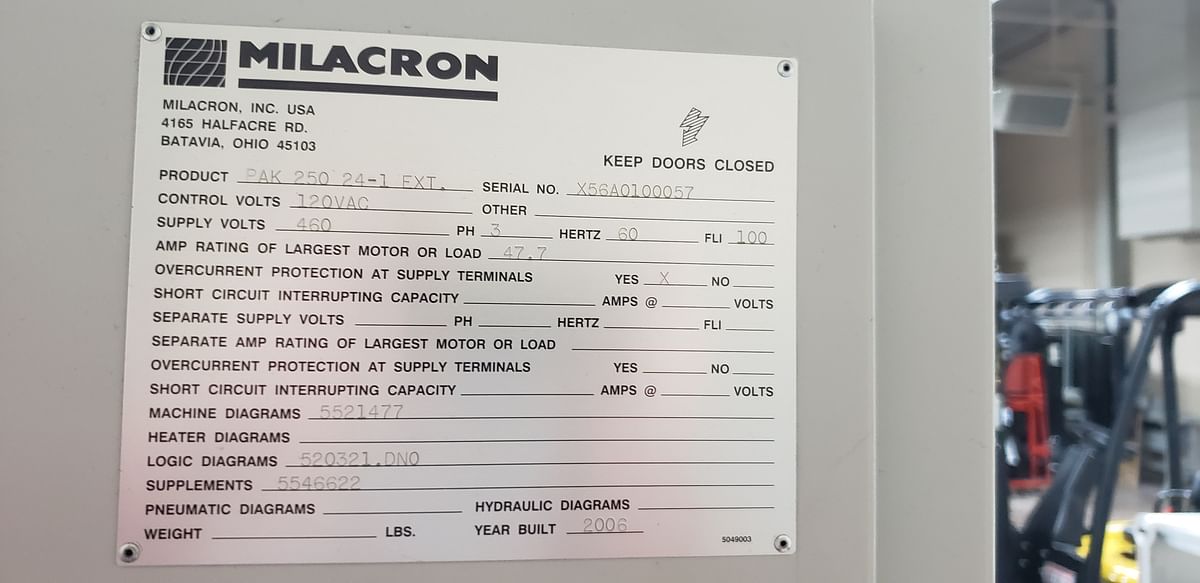 MILACRON
MILACRON, INC. USA
4165 HALFACRE RD.
BATAVIA, OHIO 45103
KEEP DOORS CLOSED
PRODUCT PAK 250 24-1 EXT. SERIAL NO. X56A0100057
CONTROL VOLTS 120VAC OTHER
SUPPLY VOLTS 460 PH 3 HERTZ 60 FLI 100
AMP RATING OF LARGEST MOTOR OR LOAD 47.7
OVERCURRENT PROTECTION AT SUPPLY TERMINALS YES X NO
SHORT CIRCUIT INTERRUPTING CAPACITY AMPS @ VOLTS
SEPARATE SUPPLY VOLTS PH HERTZ FLI
SEPARATE AMP RATING OF LARGEST MOTOR OR LOAD
OVERCURRENT PROTECTION AT SUPPLY TERMINALS YES NO
SHORT CIRCUIT INTERRUPTING CAPACITY AMPS @ VOLTS
MACHINE DIAGRAMS 5521477
HEATER DIAGRAMS
LOGIC DIAGRAMS 520321.DNO
SUPPLEMENTS 5546622
PNEUMATIC DIAGRAMS HYDRAULIC DIAGRAMS
WEIGHT LBS. YEAR BUILT 2006
5049003